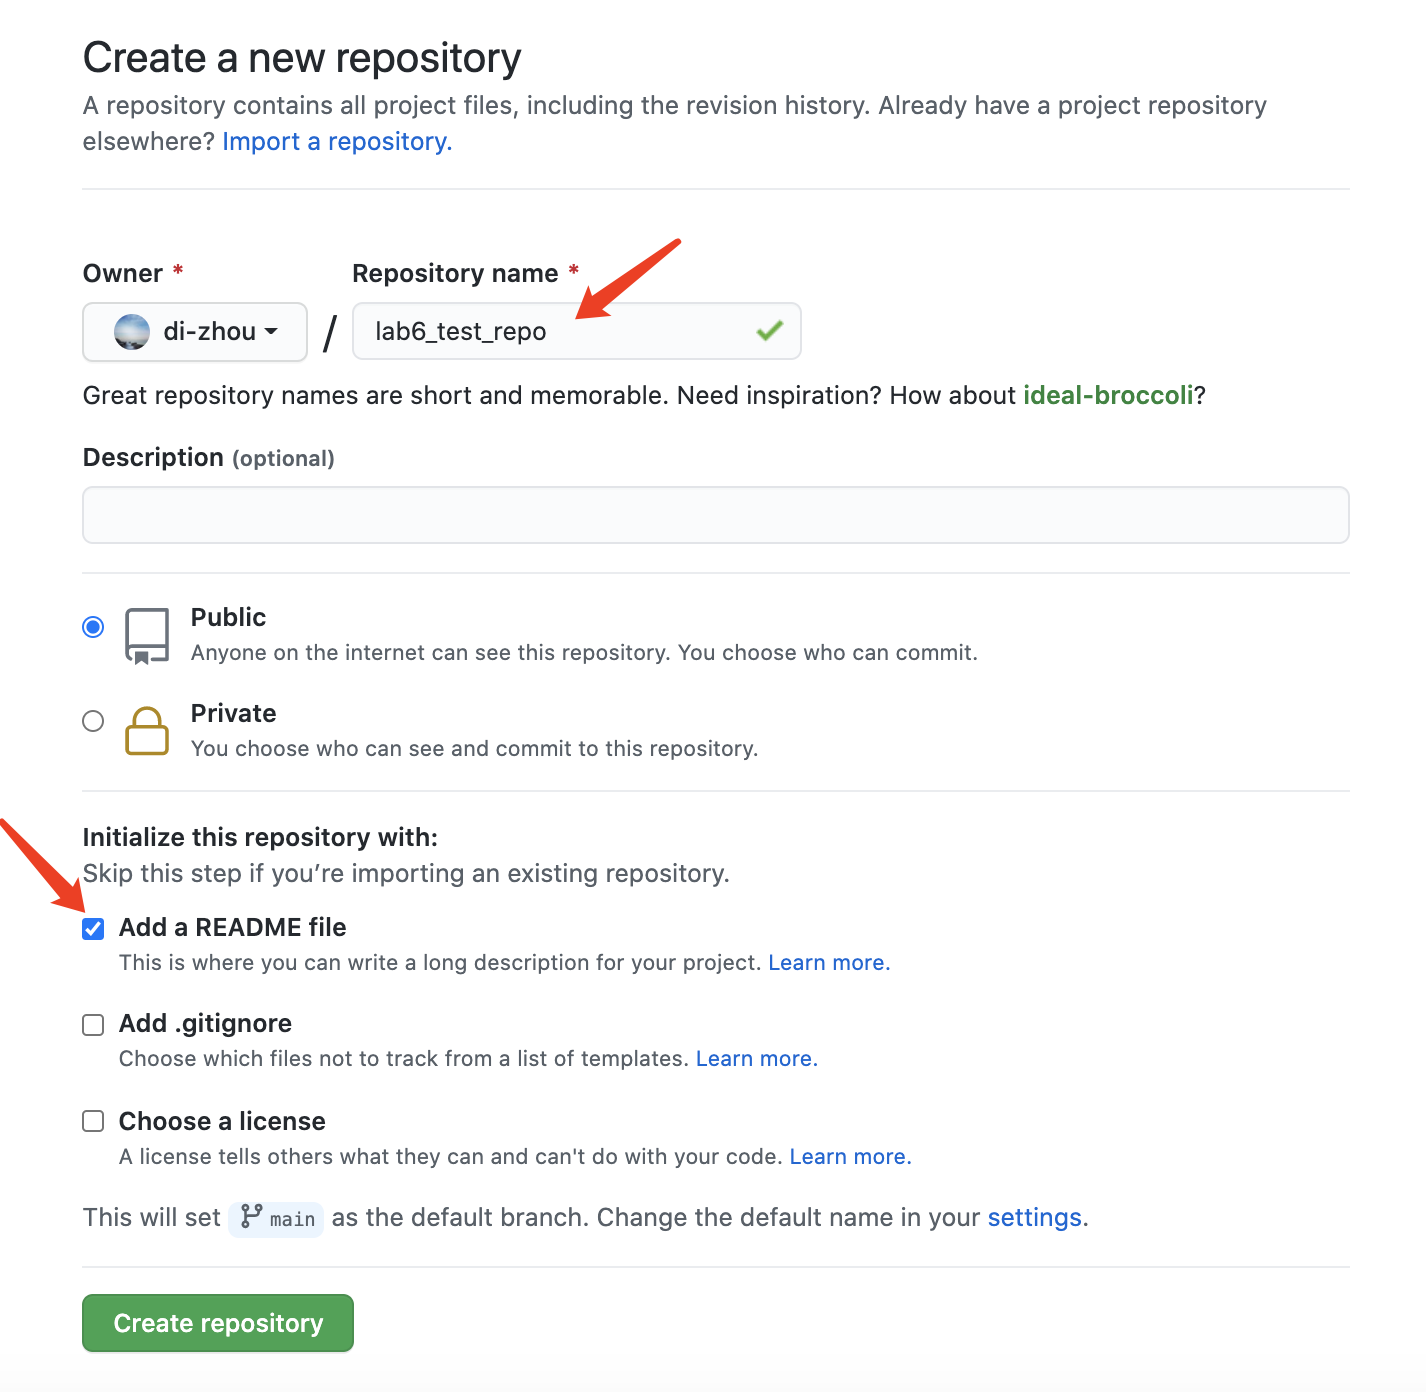 Create a new repository
A repository contains all project files, including the revision history. Already have a project repository
elsewhere? Import a repository.
Owner * Repository name *
di-zhou / lab6_test_repo
Great repository names are short and memorable. Need inspiration? How about ideal-broccoli?
Description (optional)
Public
Anyone on the internet can see this repository. You choose who can commit.
Private
You choose who can see and commit to this repository.
Initialize this repository with:
Skip this step if you’re importing an existing repository.
Add a README file
This is where you can write a long description for your project. Learn more.
Add .gitignore
Choose which files not to track from a list of templates. Learn more.
Choose a license
A license tells others what they can and can't do with your code. Learn more.
This will set main as the default branch. Change the default name in your settings.
Create repository